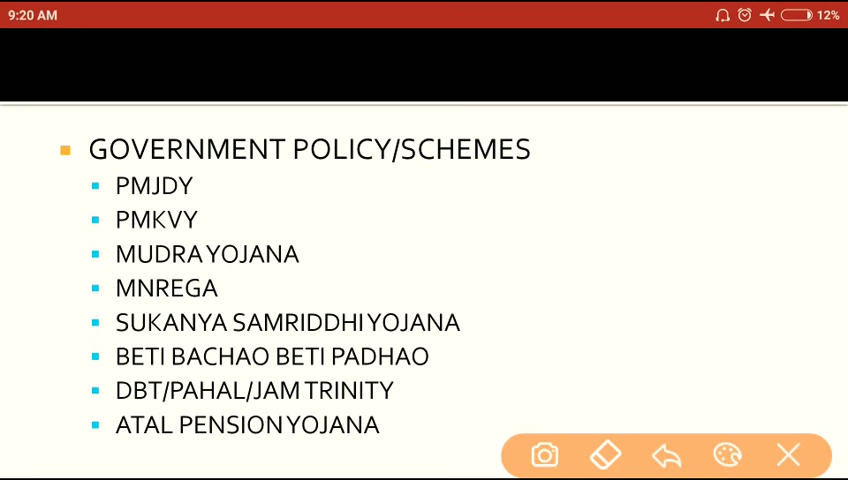 9:20 AM
12%
GOVERNMENT POLICY/SCHEMES
PMJDY
PMKVY
MUDRA YOJANA
MNREGA
SUKANYA SAMRIDDHI YOJANA
BETI BACHAO BETI PADHAO
DBT/PAHAL/JAM TRINITY
ATAL PENSION YOJANA